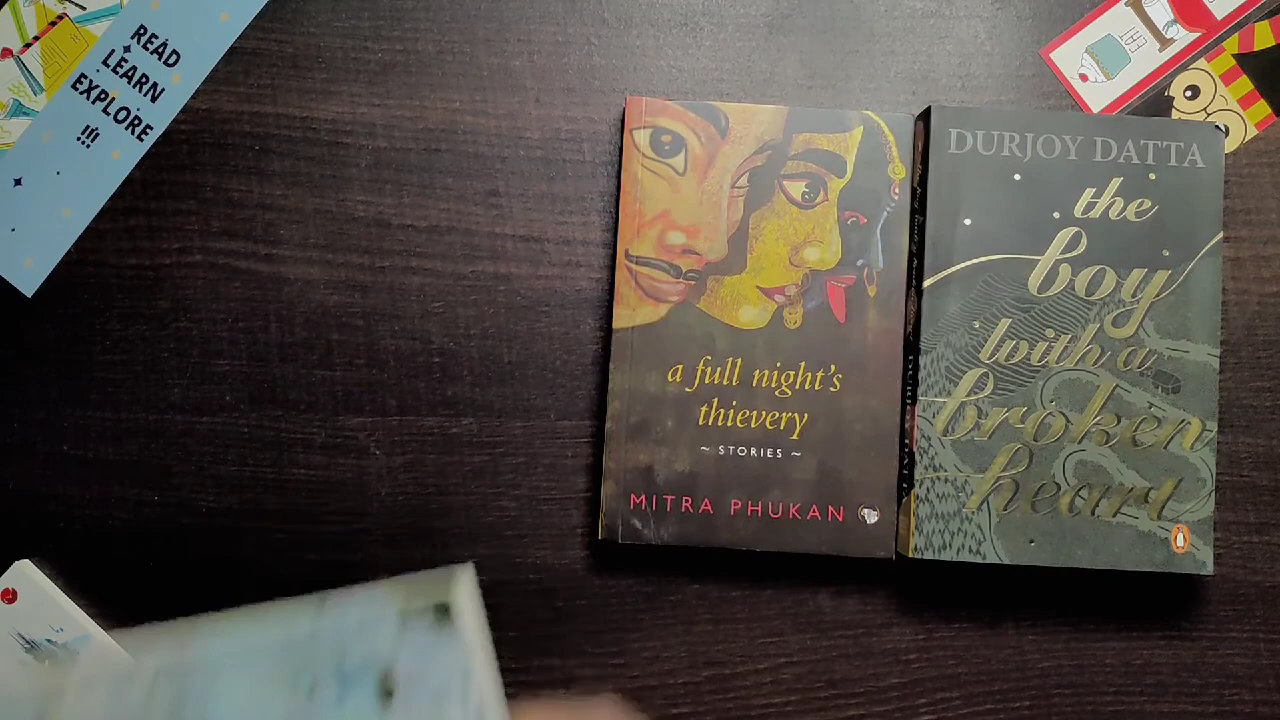 READ
LEARN
EXPLORE
!!!
a full night's
thievery
~ STORIES ~
MITRA PHUKAN
DURJOY DATTA
the
boy
with a
broken
heart